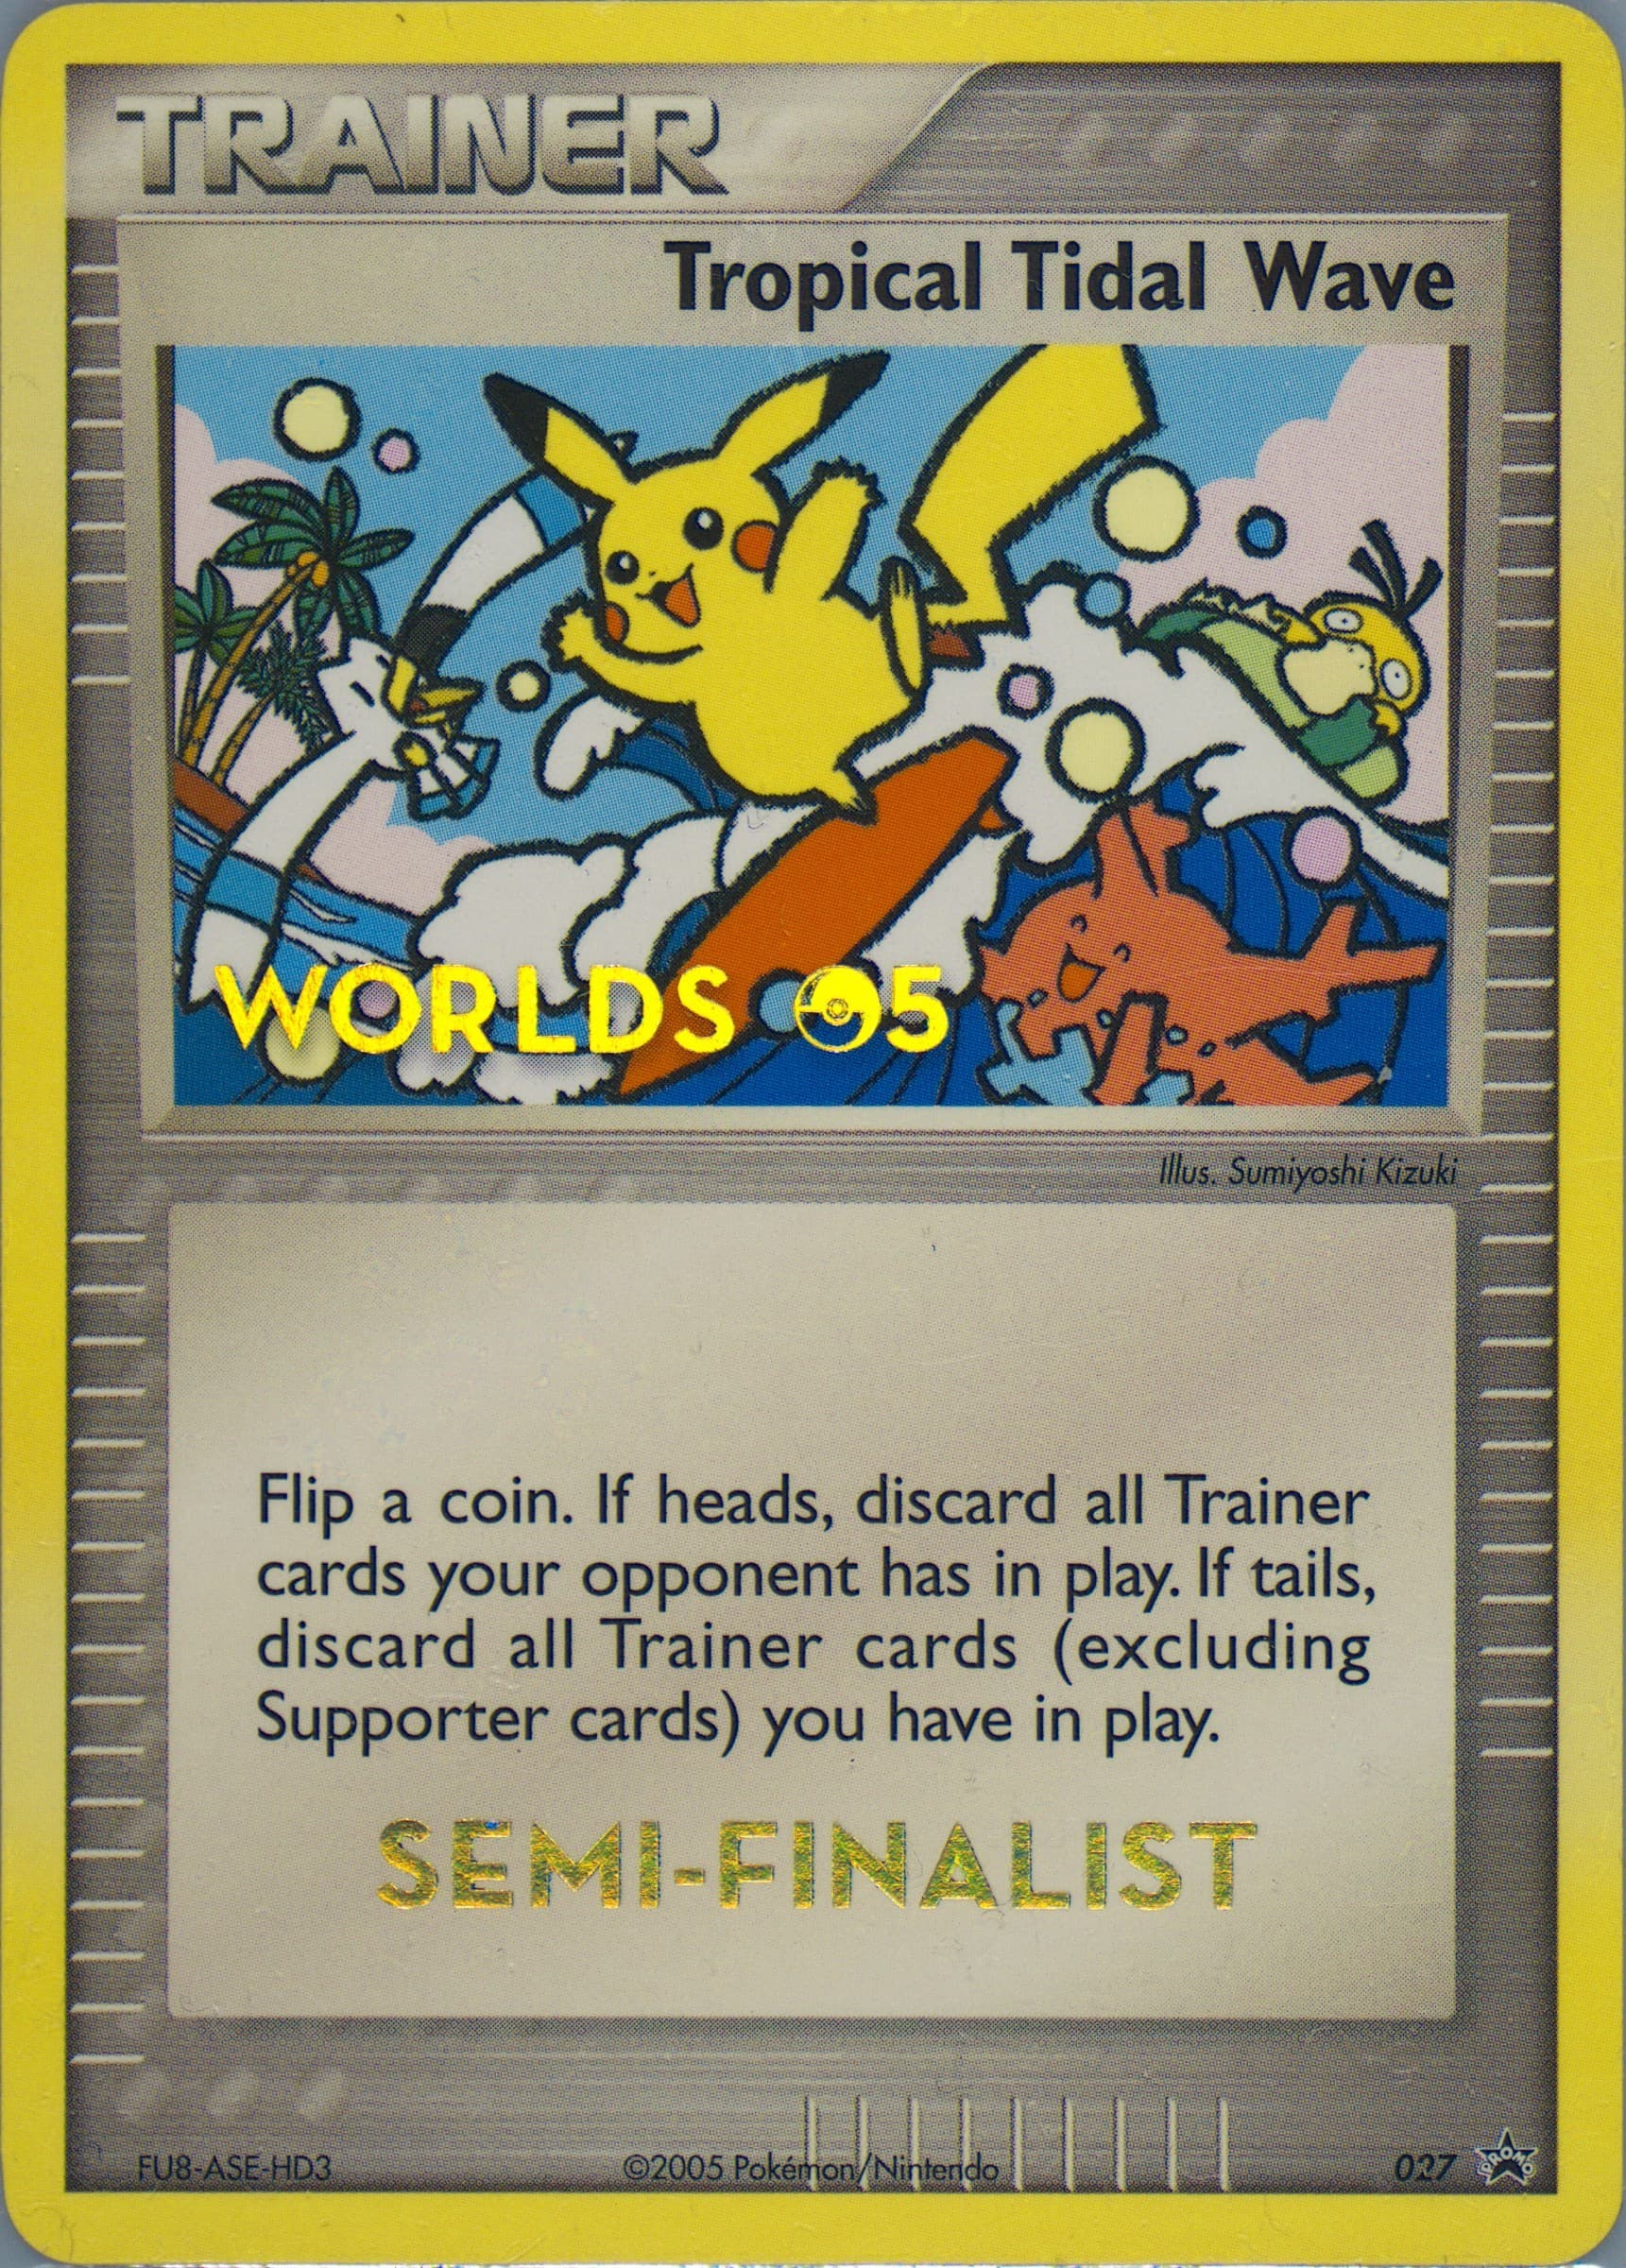 TRAINER
Tropical Tidal Wave
WORLDS 05
Illus. Sumiyoshi Kizuki
Flip a coin. If heads, discard all Trainer
cards your opponent has in play. If tails,
discard all Trainer cards (excluding
Supporter cards) you have in play.
SEMI-FINALIST
FU8-ASE-HD3 ©2005 Pokémon/Nintendo 027 PROMO